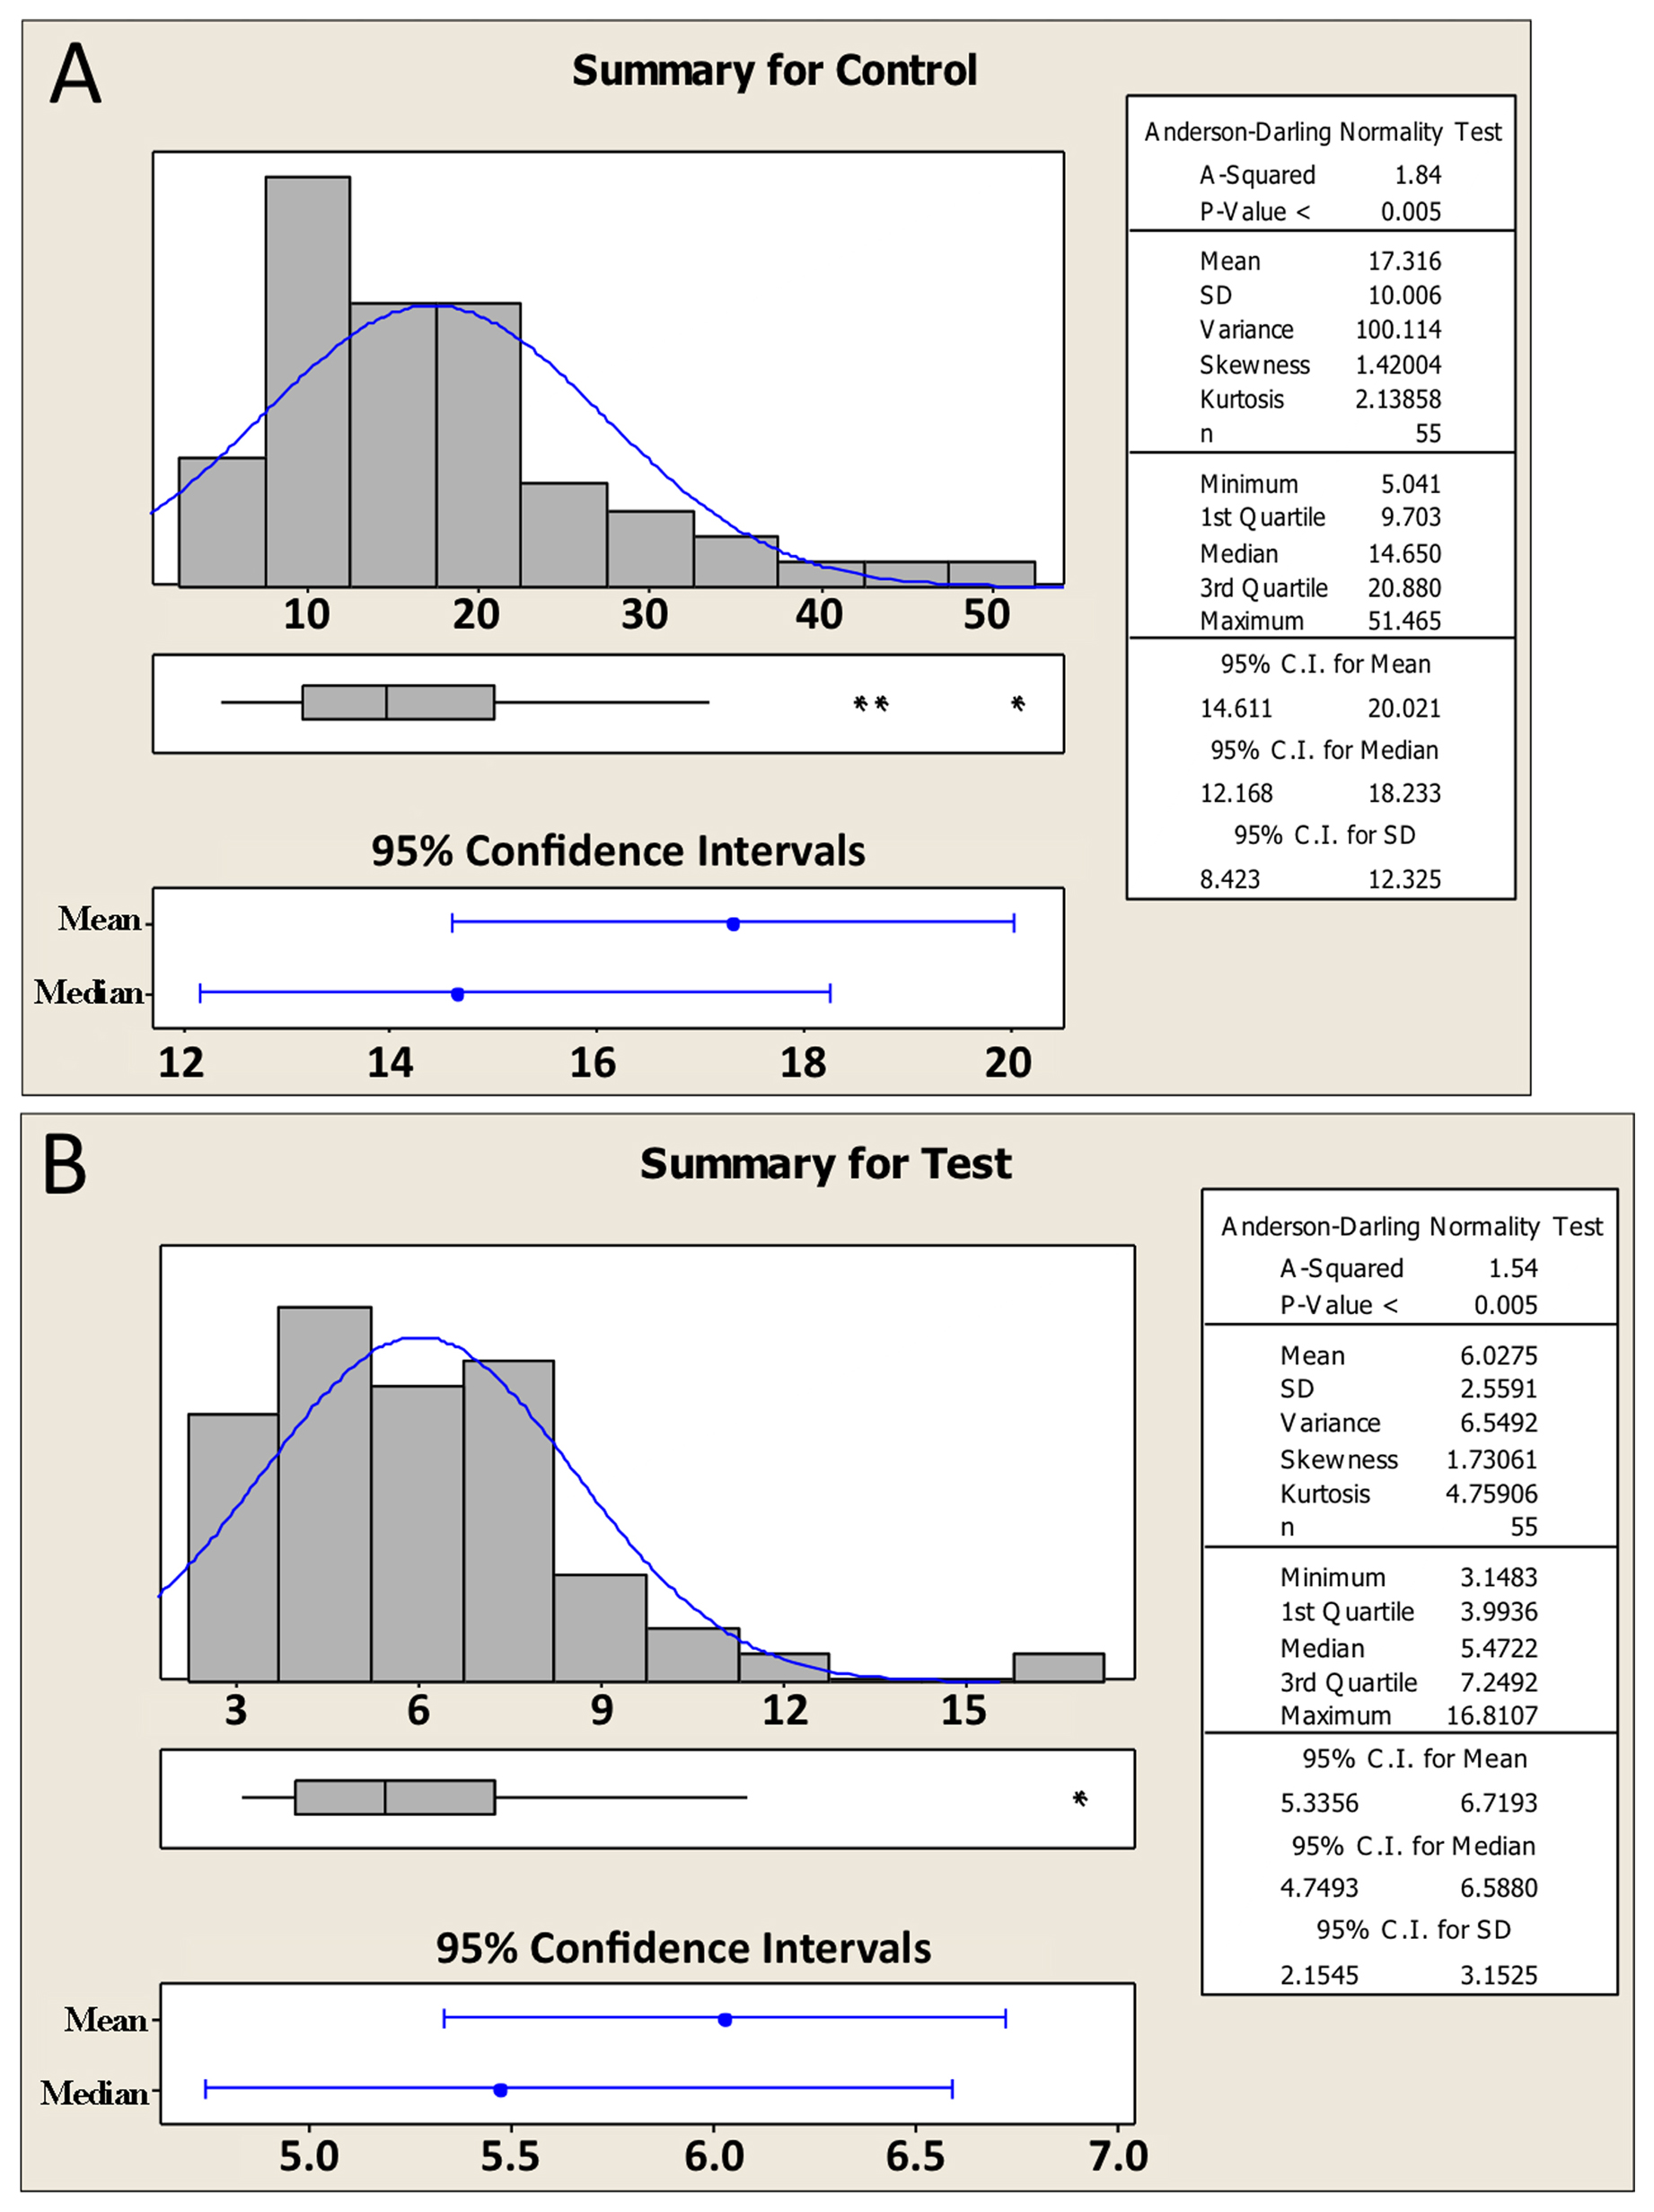 A
Summary for Control
Anderson-Darling Normality Test
A-Squared 1.84
P-Value < 0.005
Mean 17.316
SD 10.006
Variance 100.114
Skewness 1.42004
Kurtosis 2.13858
n 55
Minimum 5.041
1st Quartile 9.703
Median 14.650
3rd Quartile 20.880
Maximum 51.465
95% C.I. for Mean
14.611 20.021
95% C.I. for Median
12.168 18.233
95% C.I. for SD
8.423 12.325
10 20 30 40 50
95% Confidence Intervals
Mean
Median
12 14 16 18 20
B
Summary for Test
Anderson-Darling Normality Test
A-Squared 1.54
P-Value < 0.005
Mean 6.0275
SD 2.5591
Variance 6.5492
Skewness 1.73061
Kurtosis 4.75906
n 55
Minimum 3.1483
1st Quartile 3.9936
Median 5.4722
3rd Quartile 7.2492
Maximum 16.8107
95% C.I. for Mean
5.3356 6.7193
95% C.I. for Median
4.7493 6.5880
95% C.I. for SD
2.1545 3.1525
3 6 9 12 15
95% Confidence Intervals
Mean
Median
5.0 5.5 6.0 6.5 7.0